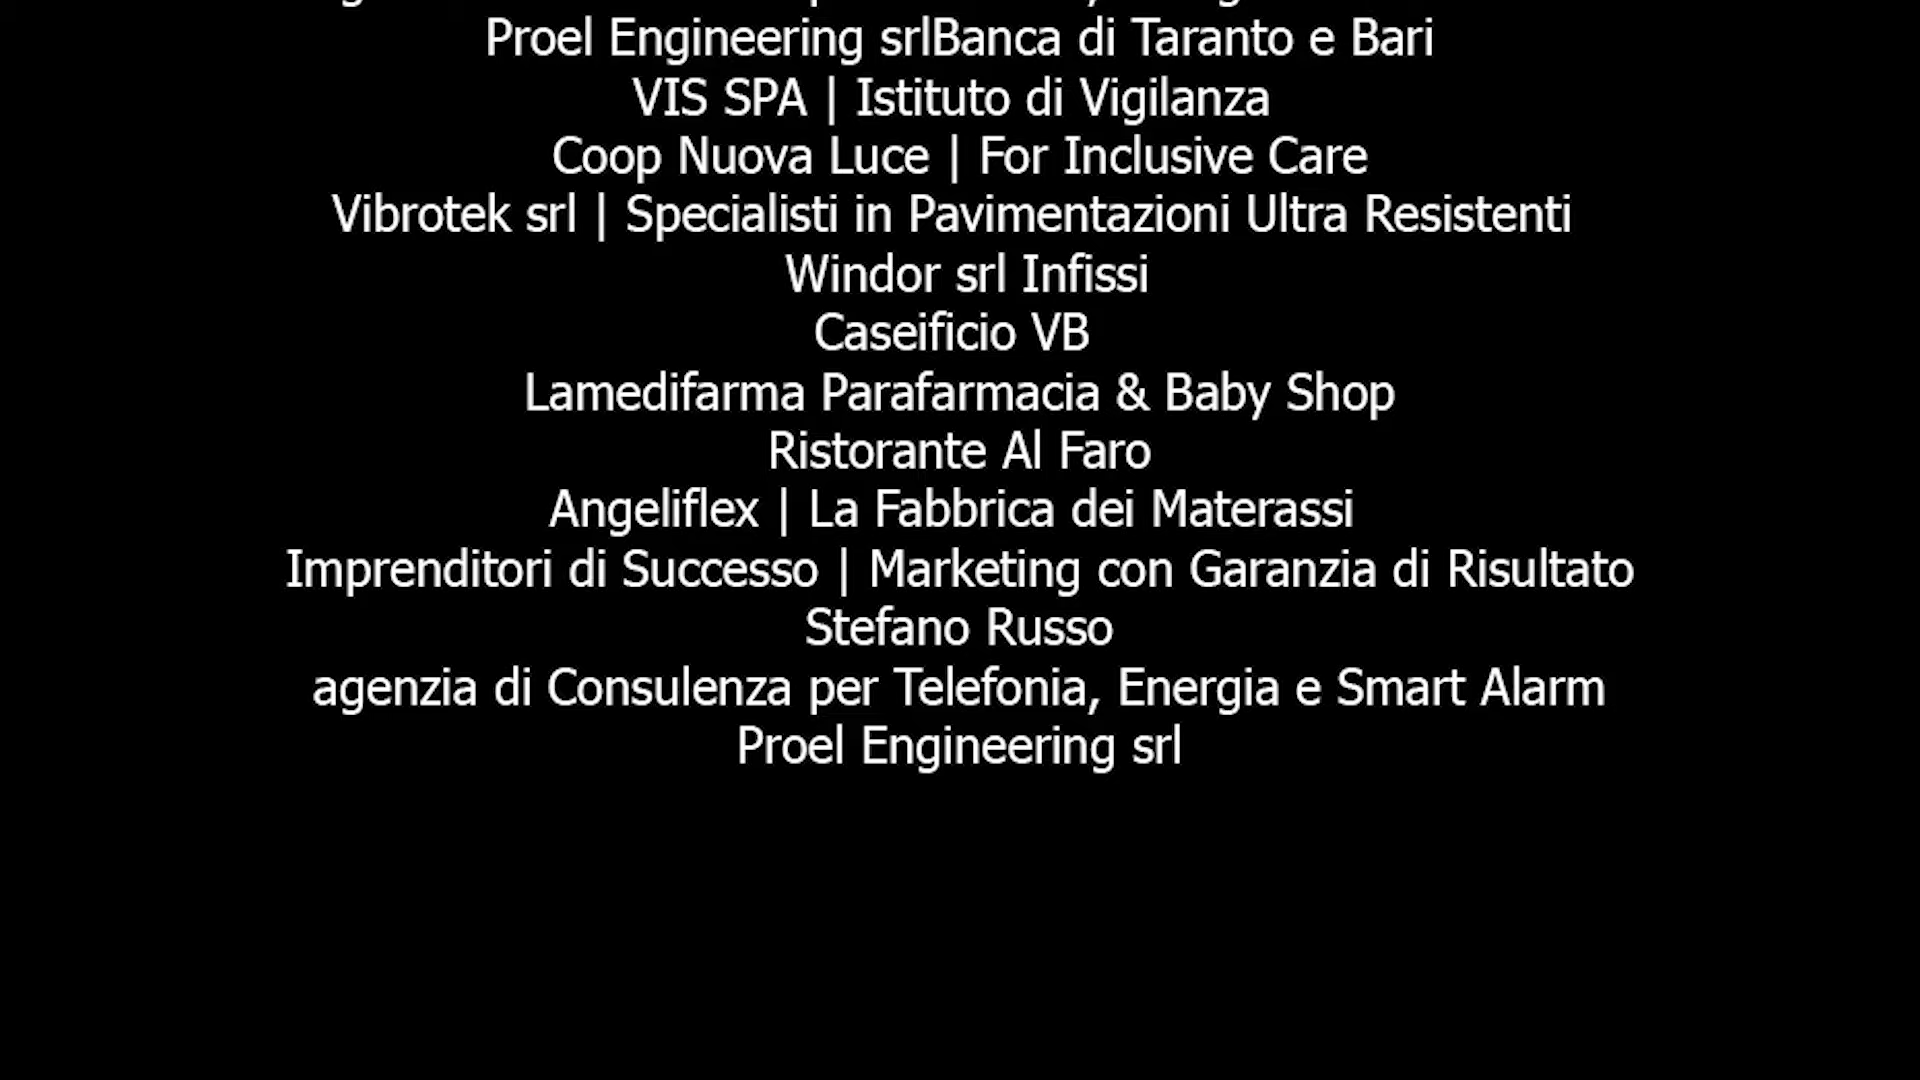 Proel Engineering srlBanca di Taranto e Bari
VIS SPA | Istituto di Vigilanza
Coop Nuova Luce | For Inclusive Care
Vibrotek srl | Specialisti in Pavimentazioni Ultra Resistenti
Windor srl Infissi
Caseificio VB
Lamedifarma Parafarmacia & Baby Shop
Ristorante Al Faro
Angeliflex | La Fabbrica dei Materassi
Imprenditori di Successo | Marketing con Garanzia di Risultato
Stefano Russo
agenzia di Consulenza per Telefonia, Energia e Smart Alarm
Proel Engineering srl